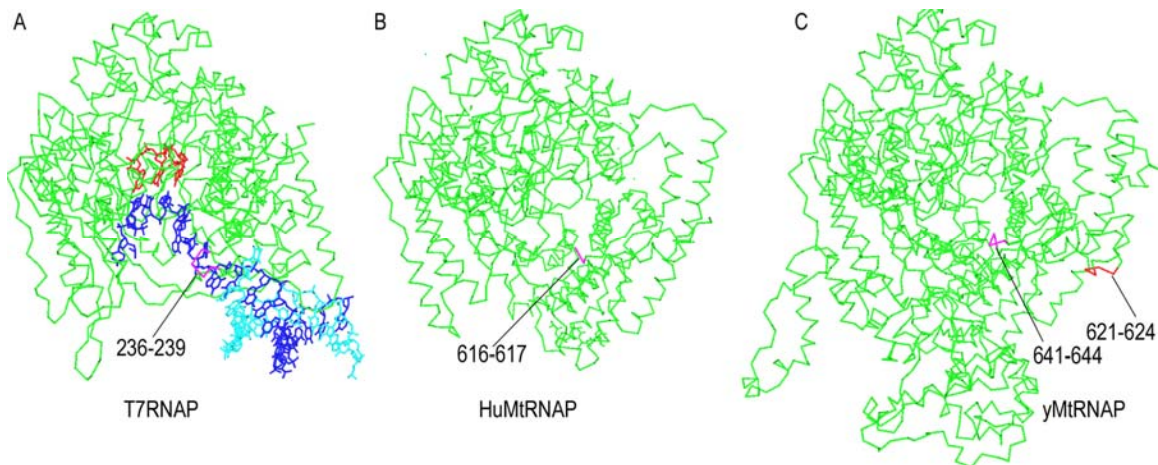 A
B
C
236-239
616-617
621-624
641-644
T7RNAP
HuMtRNAP
yMtRNAP